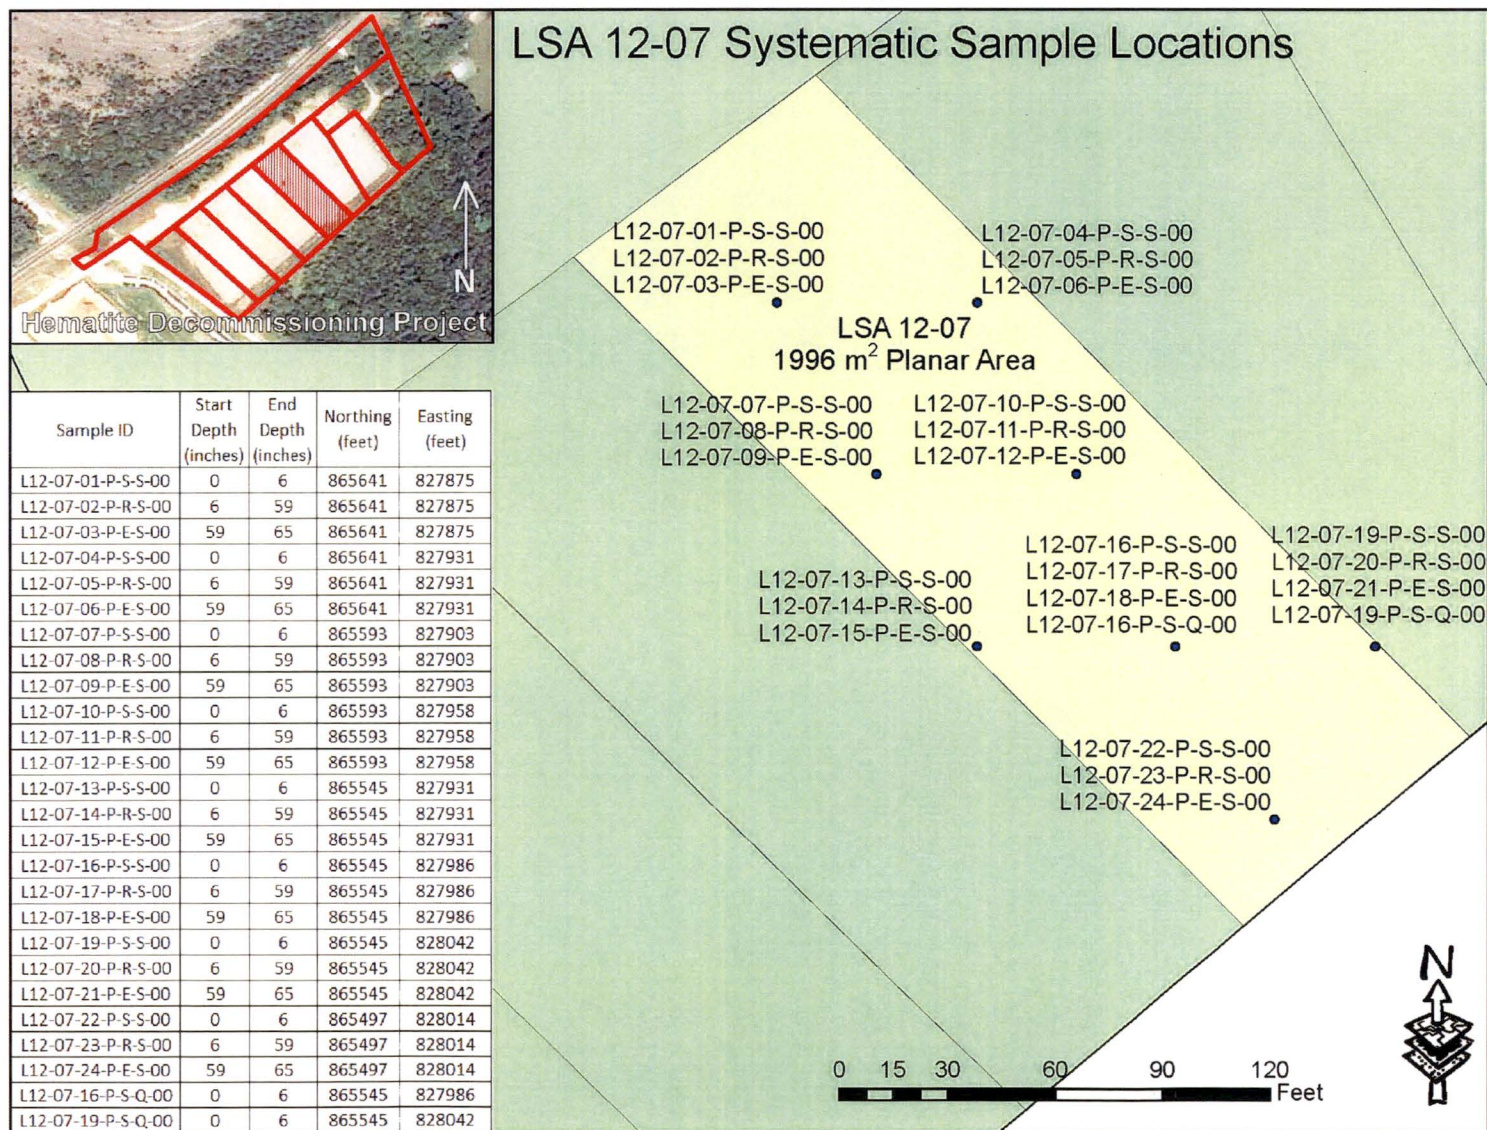 LSA 12-07 Systematic Sample Locations
N
Hematite Decommissioning Project
L12-07-01-P-S-S-00
L12-07-02-P-R-S-00
L12-07-03-P-E-S-00
L12-07-04-P-S-S-00
L12-07-05-P-R-S-00
L12-07-06-P-E-S-00
LSA 12-07
1996 m² Planar Area
L12-07-07-P-S-S-00
L12-07-08-P-R-S-00
L12-07-09-P-E-S-00
L12-07-10-P-S-S-00
L12-07-11-P-R-S-00
L12-07-12-P-E-S-00
L12-07-13-P-S-S-00
L12-07-14-P-R-S-00
L12-07-15-P-E-S-00
L12-07-16-P-S-S-00
L12-07-17-P-R-S-00
L12-07-18-P-E-S-00
L12-07-16-P-S-Q-00
L12-07-19-P-S-S-00
L12-07-20-P-R-S-00
L12-07-21-P-E-S-00
L12-07-19-P-S-Q-00
L12-07-22-P-S-S-00
L12-07-23-P-R-S-00
L12-07-24-P-E-S-00
Sample ID Start Depth (inches) End Depth (inches) Northing (feet) Easting (feet)
L12-07-01-P-S-S-00 0 6 865641 827875
L12-07-02-P-R-S-00 6 59 865641 827875
L12-07-03-P-E-S-00 59 65 865641 827875
L12-07-04-P-S-S-00 0 6 865641 827931
L12-07-05-P-R-S-00 6 59 865641 827931
L12-07-06-P-E-S-00 59 65 865641 827931
L12-07-07-P-S-S-00 0 6 865593 827903
L12-07-08-P-R-S-00 6 59 865593 827903
L12-07-09-P-E-S-00 59 65 865593 827903
L12-07-10-P-S-S-00 0 6 865593 827958
L12-07-11-P-R-S-00 6 59 865593 827958
L12-07-12-P-E-S-00 59 65 865593 827958
L12-07-13-P-S-S-00 0 6 865545 827931
L12-07-14-P-R-S-00 6 59 865545 827931
L12-07-15-P-E-S-00 59 65 865545 827931
L12-07-16-P-S-S-00 0 6 865545 827986
L12-07-17-P-R-S-00 6 59 865545 827986
L12-07-18-P-E-S-00 59 65 865545 827986
L12-07-19-P-S-S-00 0 6 865545 828042
L12-07-20-P-R-S-00 6 59 865545 828042
L12-07-21-P-E-S-00 59 65 865545 828042
L12-07-22-P-S-S-00 0 6 865497 828014
L12-07-23-P-R-S-00 6 59 865497 828014
L12-07-24-P-E-S-00 59 65 865497 828014
L12-07-16-P-S-Q-00 0 6 865545 827986
L12-07-19-P-S-Q-00 0 6 865545 828042
N
0 15 30 60 90 120
Feet